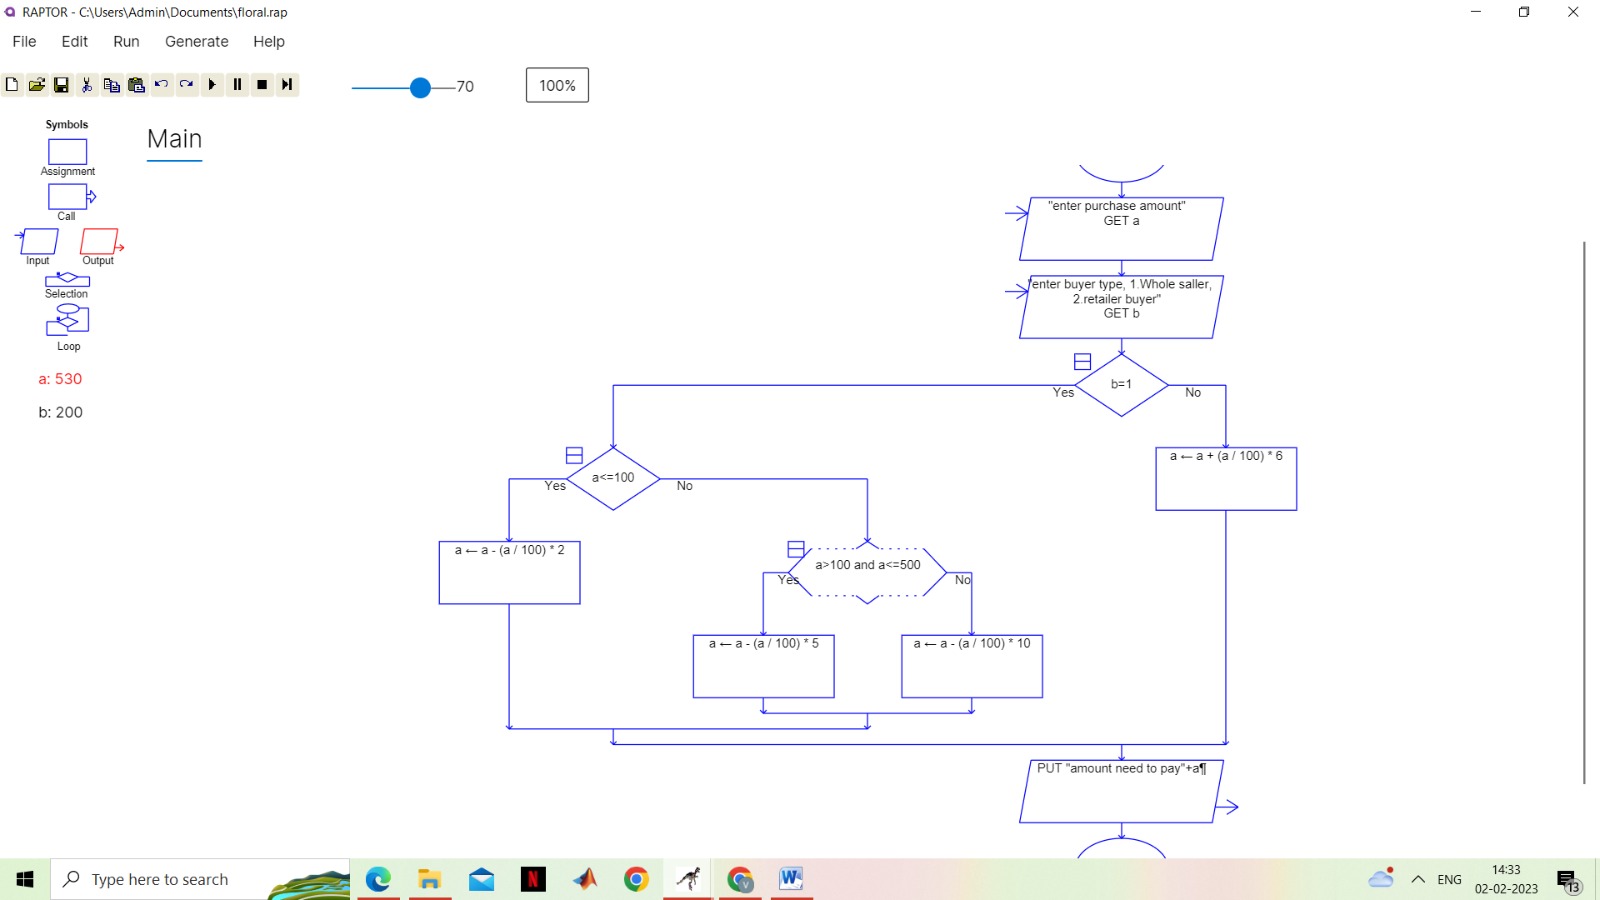 RAPTOR - C:\Users\Admin\Documents\floral.rap
File Edit Run Generate Help
70
100%
Symbols
Assignment
Call
Input
Output
Selection
Loop
a: 530
b: 200
Main
"enter purchase amount"
GET a
"enter buyer type, 1.Whole saller,
2.retailer buyer"
GET b
b=1
Yes
No
a<=100
Yes
No
a ← a + (a / 100) * 6
a ← a - (a / 100) * 2
a>100 and a<=500
Yes
No
a ← a - (a / 100) * 5
a ← a - (a / 100) * 10
PUT "amount need to pay"+a¶
Type here to search
N
V
W
ENG
14:33
02-02-2023
13